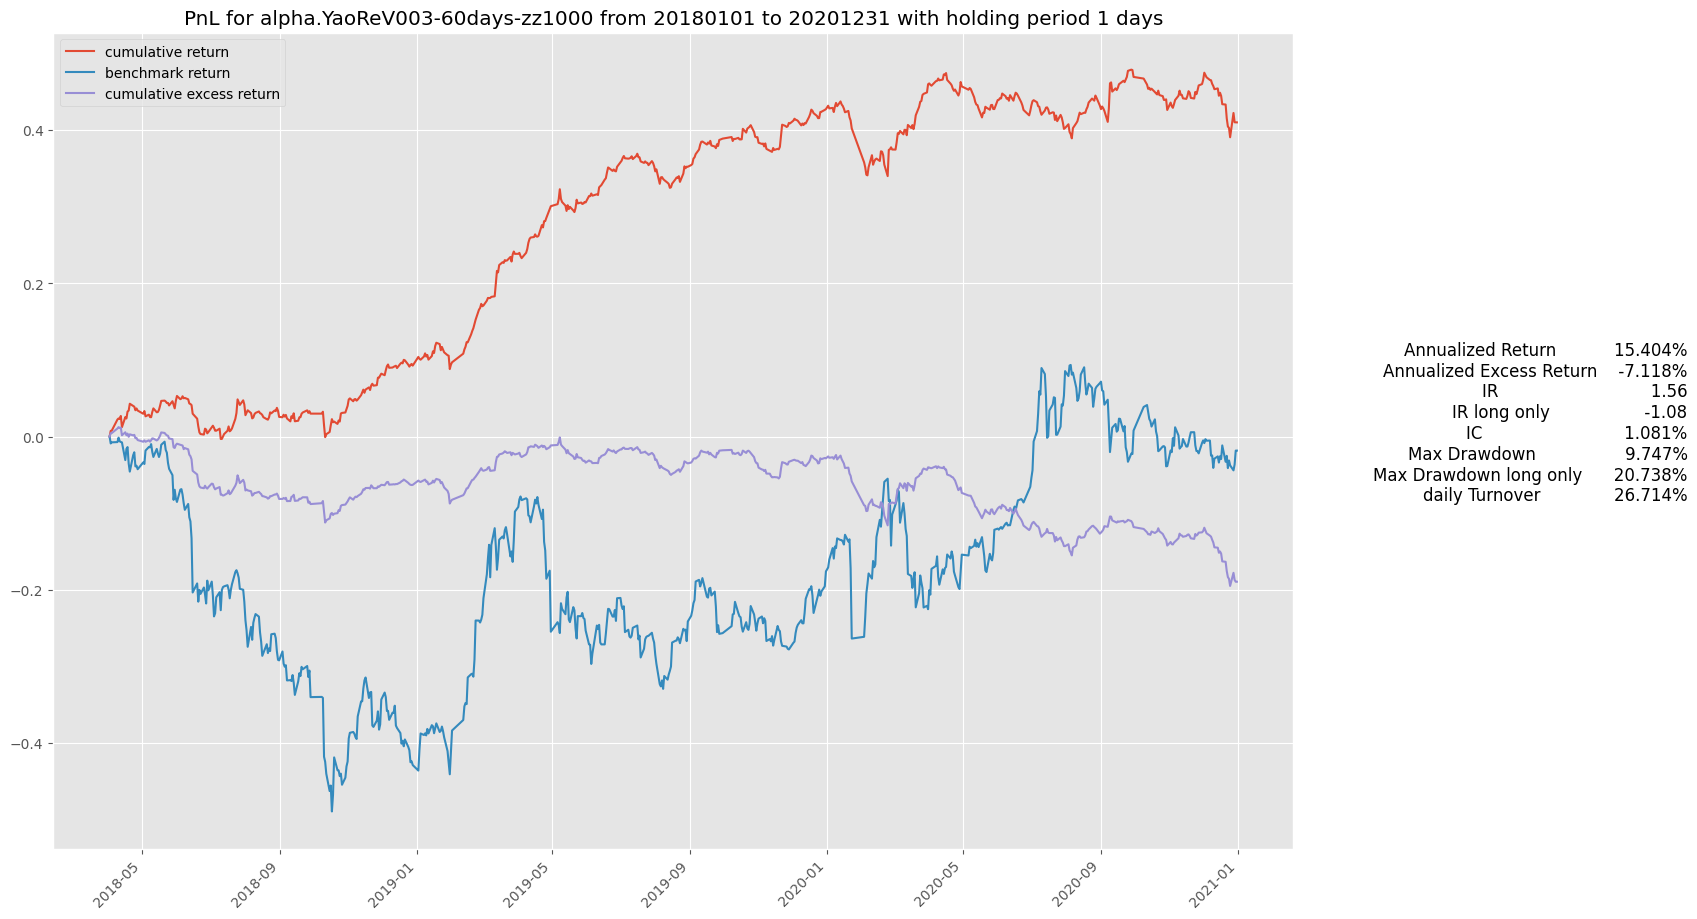 PnL for alpha.YaoReV003-60days-zz1000 from 20180101 to 20201231 with holding period 1 days
cumulative return
benchmark return
cumulative excess return
0.4
0.2
0.0
−0.2
−0.4
2018-05
2018-09
2019-01
2019-05
2019-09
2020-01
2020-05
2020-09
2021-01
Annualized Return 15.404%
Annualized Excess Return -7.118%
IR 1.56
IR long only -1.08
IC 1.081%
Max Drawdown 9.747%
Max Drawdown long only 20.738%
daily Turnover 26.714%